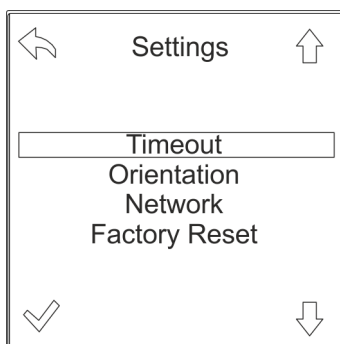 Settings
Timeout
Orientation
Network
Factory Reset